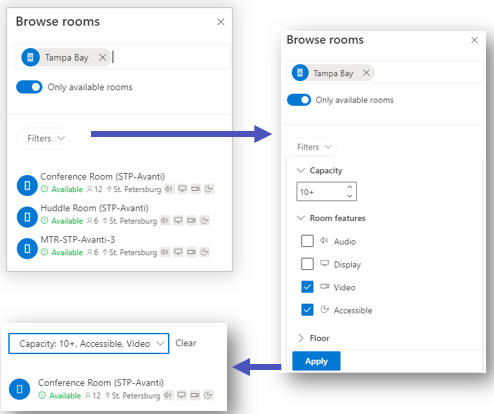 Browse rooms
Tampa Bay
Only available rooms
Filters
Conference Room (STP-Avanti)
Available 12 St. Petersburg
Huddle Room (STP-Avanti)
Available 6 St. Petersburg
MTR-STP-Avanti-3
Available 6 St. Petersburg
Browse rooms
Tampa Bay
Only available rooms
Filters
Capacity
10+
Room features
Audio
Display
Video
Accessible
Floor
Apply
Capacity: 10+, Accessible, Video Clear
Conference Room (STP-Avanti)
Available 12 St. Petersburg